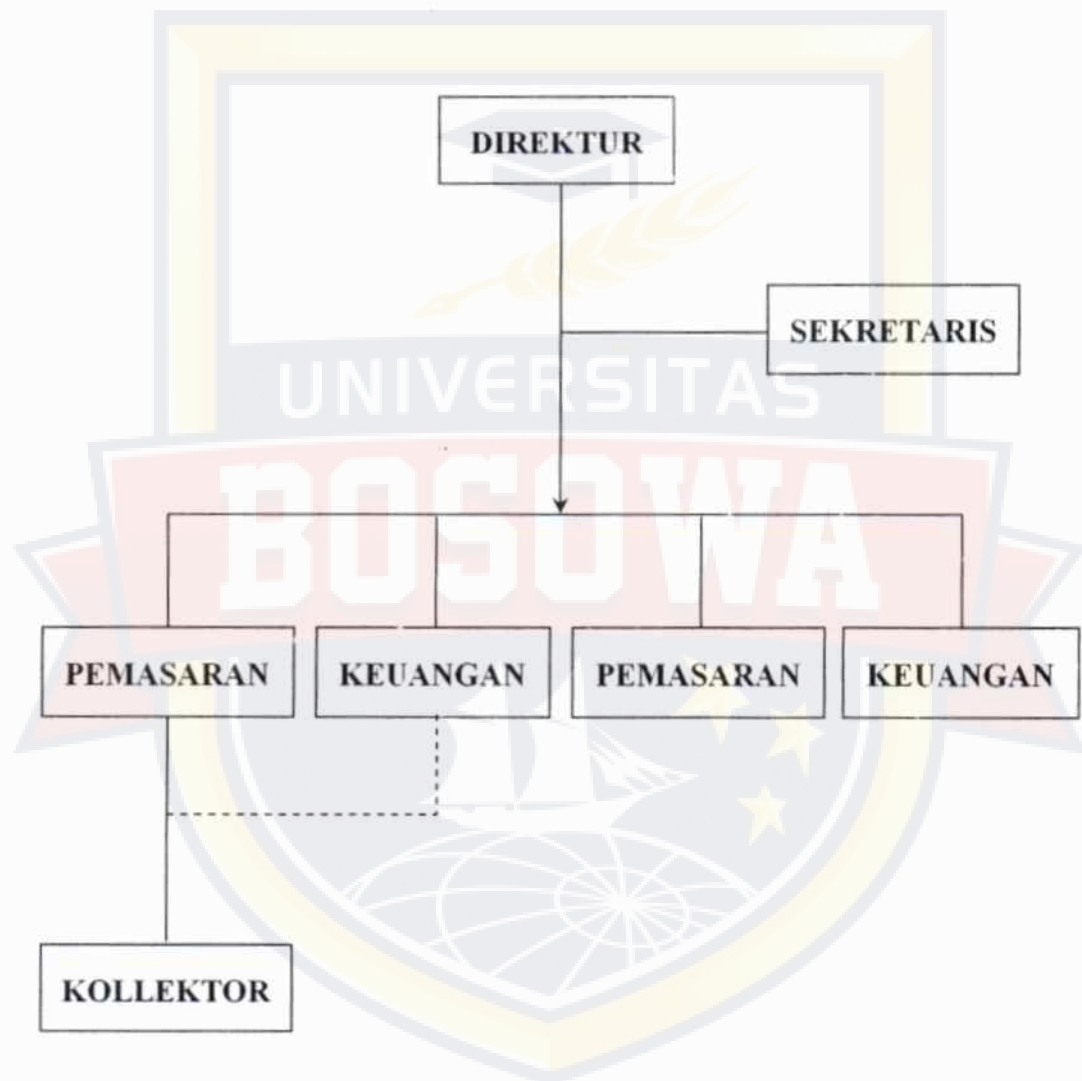 DIREKTUR
SEKRETARIS
UNIVERSITAS
BOSOWA
PEMASARAN
KEUANGAN
PEMASARAN
KEUANGAN
KOLLEKTOR